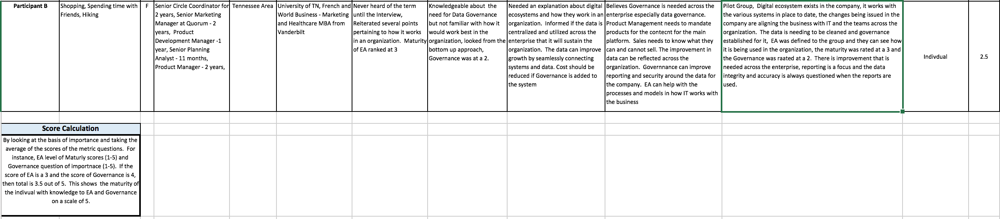 Participant B
Shopping, Spending time with
Friends, Hiking
F
Senior Circle Coordinator for
2 years, Senior Marketing
Manager at Quorum - 2
years, Product
Development Manager -1
year, Senior Planning
Analyst - 11 months,
Product Manager - 2 years,
Tennessee Area
University of TN, French and
World Business - Marketing
and Healthcare MBA from
Vanderbilt
Never heard of the term
until the Interview,
Reiterated several points
pertaining to how it works
in an organization. Maturity
of EA ranked at 3
Knowledgeable about the
need for Data Governance
but not familiar with how it
would work best in the
organization, looked from the
bottom up approach,
Governance was at a 2.
Needed an explanation about digital
ecosystems and how they work in an
organization. Informed if the data is
centralized and utilized across the
enterprise that it will sustain the
organization. The data can improve
growth by seamlessly connecting
systems and data. Cost should be
reduced if Governance is added to
the system
Believes Governance is needed across the
enterprise especially data governance.
Product Management needs to mandate
products for the contecnt for the main
platform. Sales needs to know what they
can and cannot sell. The improvement in
data can be reflected across the
organization. Governnance can improve
reporting and security around the data for
the company. EA can help with the
processes and models in how IT works with
the business
Pilot Group, Digital ecosystem exists in the company, it works with
the various systems in place to date, the changes being issued in the
company are aligning the business with IT and the teams across the
organization. The data is needing to be cleaned and governance
established for it, EA was defined to the group and they can see how
it is being used in the organization, the maturity was rated at a 3 and
the Governance was raated at a 2. There is improvement that is
needed across the enterprise, reporting is a focus and the data
integrity and accuracy is always questioned when the reports are
used.
Indivdual
2.5
Score Calculation
By looking at the basis of importance and taking the
average of the scores of the metric questions. For
instance, EA level of Maturiy scores (1-5) and
Governance question of importnace (1-5). If the
score of EA is a 3 and the score of Governance is 4,
then total is 3.5 out of 5. This shows the maturity of
the indivual with knowledge to EA and Governance
on a scale of 5.